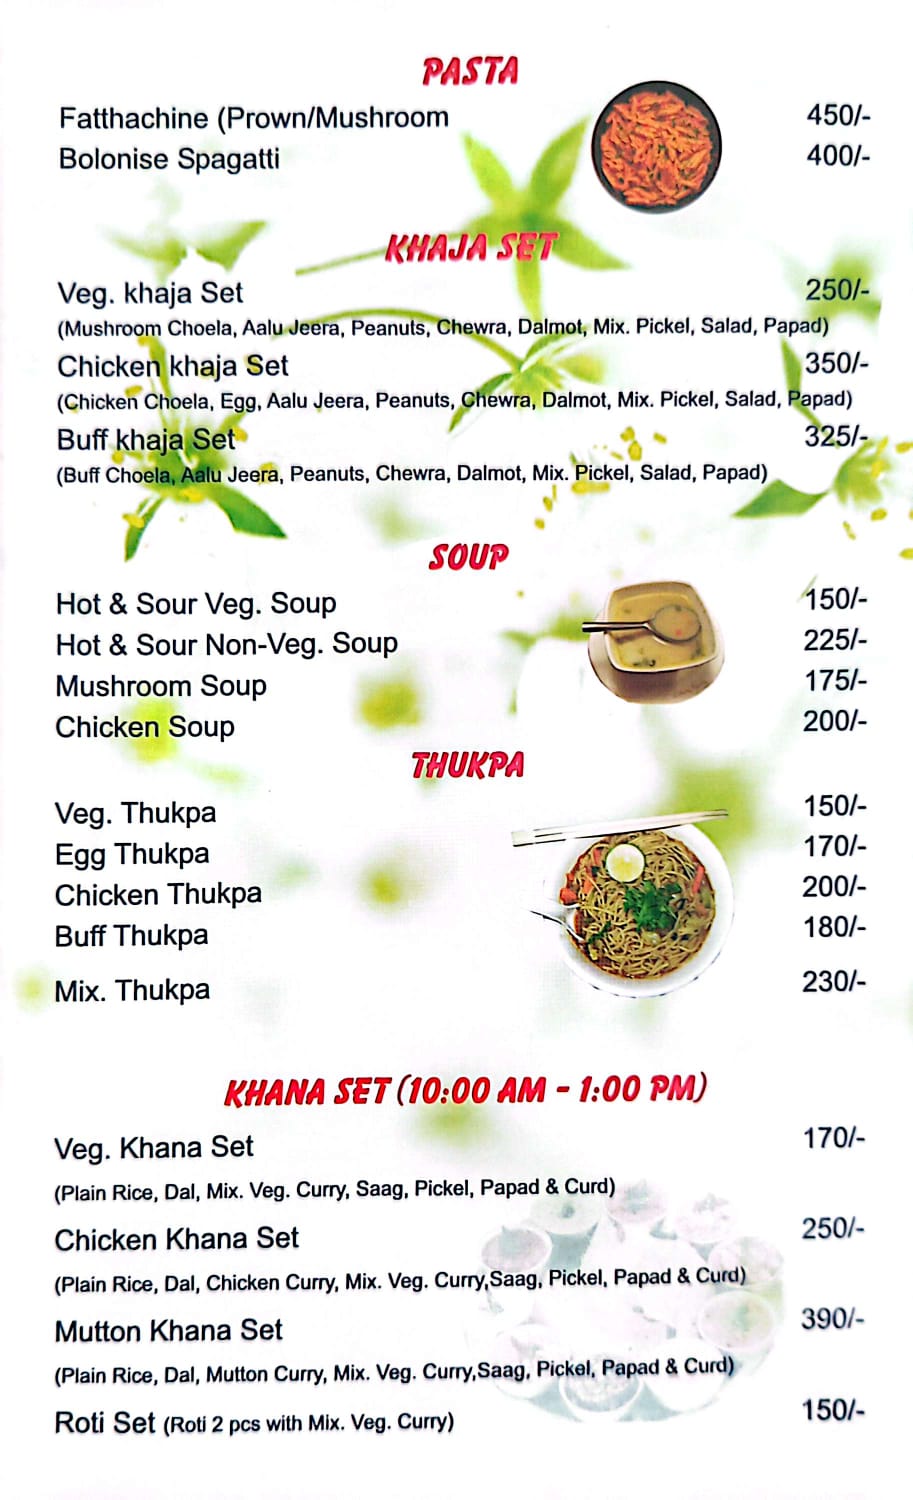 PASTA
Fatthachine (Prown/Mushroom 450/-
Bolonise Spagatti 400/-
KHAJA SET
Veg. khaja Set 250/-
(Mushroom Choela, Aalu Jeera, Peanuts, Chewra, Dalmot, Mix. Pickel, Salad, Papad)
Chicken khaja Set 350/-
(Chicken Choela, Egg, Aalu Jeera, Peanuts, Chewra, Dalmot, Mix. Pickel, Salad, Papad)
Buff khaja Set 325/-
(Buff Choela, Aalu Jeera, Peanuts, Chewra, Dalmot, Mix. Pickel, Salad, Papad)
SOUP
Hot & Sour Veg. Soup 150/-
Hot & Sour Non-Veg. Soup 225/-
Mushroom Soup 175/-
Chicken Soup 200/-
THUKPA
Veg. Thukpa 150/-
Egg Thukpa 170/-
Chicken Thukpa 200/-
Buff Thukpa 180/-
Mix. Thukpa 230/-
KHANA SET (10:00 AM - 1:00 PM)
Veg. Khana Set 170/-
(Plain Rice, Dal, Mix. Veg. Curry, Saag, Pickel, Papad & Curd)
Chicken Khana Set 250/-
(Plain Rice, Dal, Chicken Curry, Mix. Veg. Curry,Saag, Pickel, Papad & Curd)
Mutton Khana Set 390/-
(Plain Rice, Dal, Mutton Curry, Mix. Veg. Curry,Saag, Pickel, Papad & Curd)
Roti Set (Roti 2 pcs with Mix. Veg. Curry) 150/-